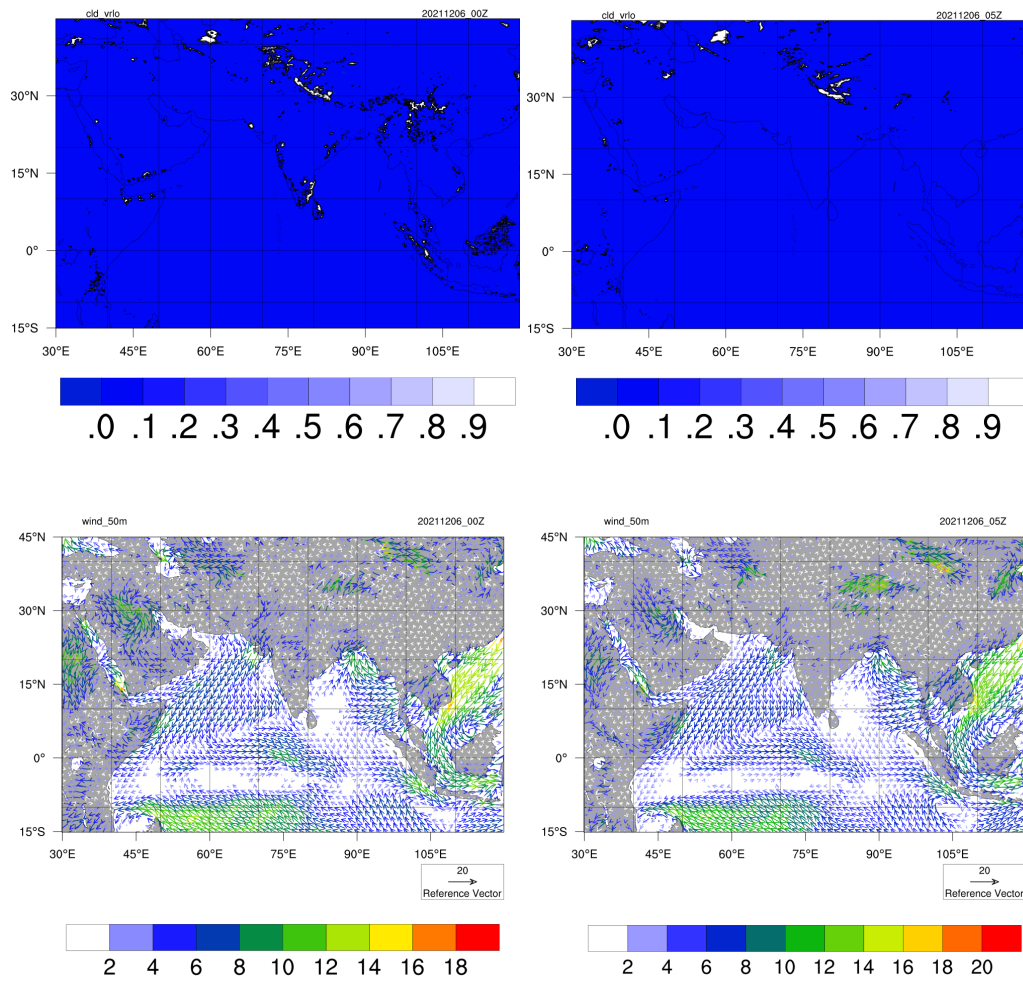 cld_vrlo 20211206_00Z cld_vrlo 20211206_05Z
30°N 30°N
15°N 15°N
0° 0°
15°S 15°S
30°E 45°E 60°E 75°E 90°E 105°E 30°E 45°E 60°E 75°E 90°E 105°E
.0 .1 .2 .3 .4 .5 .6 .7 .8 .9 .0 .1 .2 .3 .4 .5 .6 .7 .8 .9
wind_50m 20211206_00Z wind_50m 20211206_05Z
45°N 45°N
30°N 30°N
15°N 15°N
0° 0°
15°S 15°S
30°E 45°E 60°E 75°E 90°E 105°E 30°E 45°E 60°E 75°E 90°E 105°E
20 20
Reference Vector Reference Vector
2 4 6 8 10 12 14 16 18 2 4 6 8 10 12 14 16 18 20